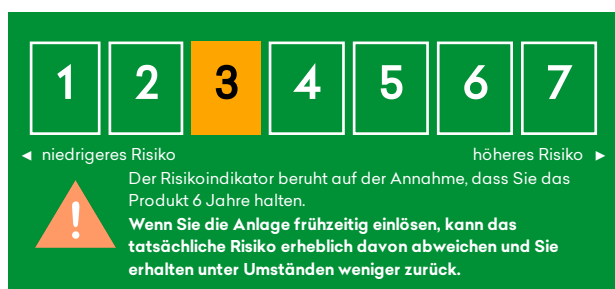 1 2 3 4 5 6 7
◄ niedrigeres Risiko höheres Risiko ►
Der Risikoindikator beruht auf der Annahme, dass Sie das
Produkt 6 Jahre halten.
Wenn Sie die Anlage frühzeitig einlösen, kann das
tatsächliche Risiko erheblich davon abweichen und Sie
erhalten unter Umständen weniger zurück.
!